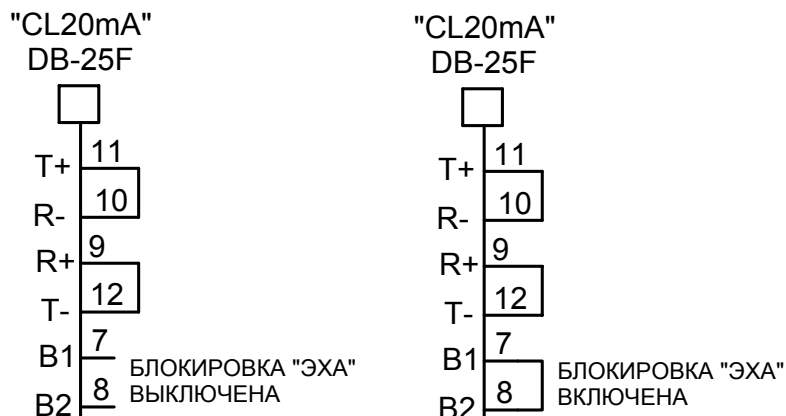 "CL20mA"
DB-25F
T+ 11
R- 10
R+ 9
T- 12
B1 7
B2 8
БЛОКИРОВКА "ЭХА"
ВЫКЛЮЧЕНА
"CL20mA"
DB-25F
T+ 11
R- 10
R+ 9
T- 12
B1 7
B2 8
БЛОКИРОВКА "ЭХА"
ВКЛЮЧЕНА